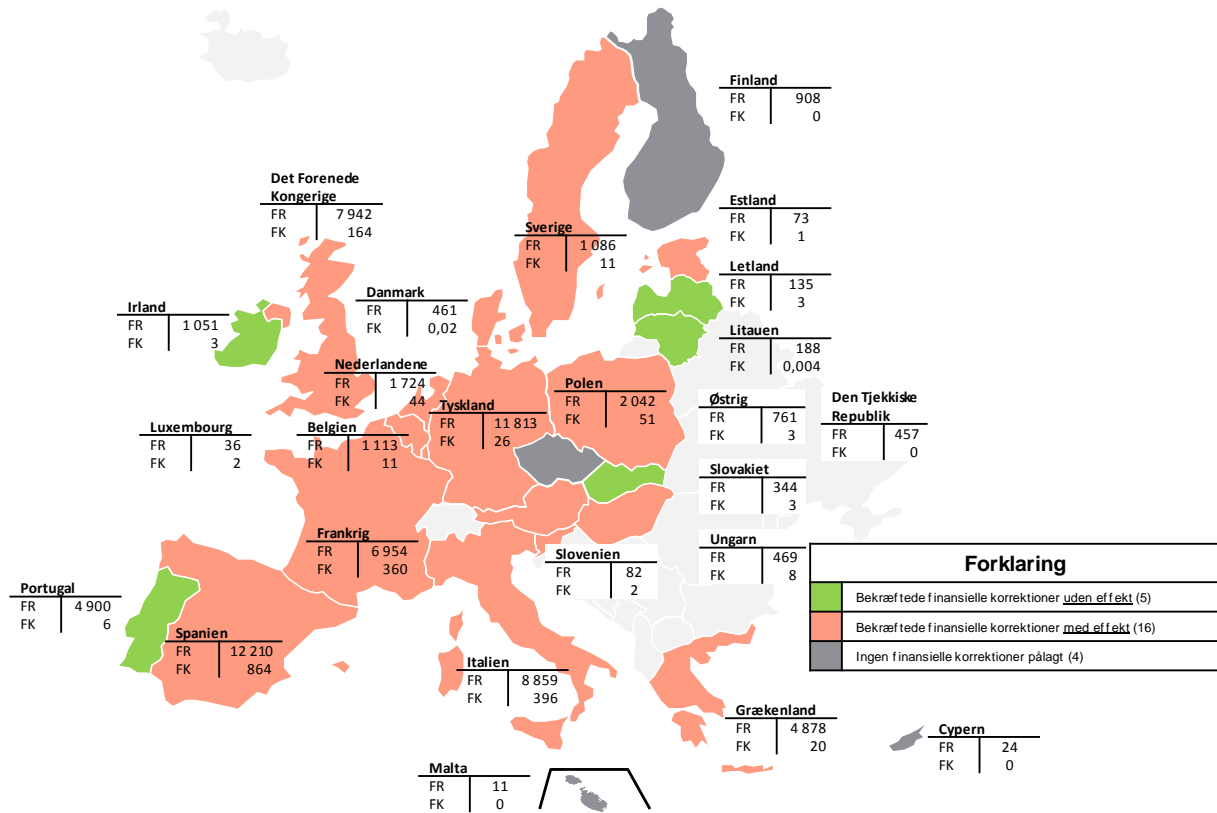 Finland
FR 908
FK 0
Det Forenede
Kongerige
FR 7 942
FK 164
Estland
FR 73
FK 1
Sverige
FR 1 086
FK 11
Letland
FR 135
FK 3
Danmark
FR 461
FK 0,02
Irland
FR 1 051
FK 3
Litauen
FR 188
FK 0,004
Nederlandene
FR 1 724
FK 44
Polen
FR 2 042
FK 51
Tyskland
FR 11 813
FK 26
Østrig
FR 761
FK 3
Den Tjekkiske
Republik
FR 457
FK 0
Luxembourg
FR 36
FK 2
Belgien
FR 1 113
FK 11
Slovakiet
FR 344
FK 3
Frankrig
FR 6 954
FK 360
Slovenien
FR 82
FK 2
Ungarn
FR 469
FK 8
Forklaring
Bekræftede finansielle korrektioner uden effekt (5)
Bekræftede finansielle korrektioner med effekt (16)
Ingen finansielle korrektioner pålagt (4)
Portugal
FR 4 900
FK 6
Spanien
FR 12 210
FK 864
Italien
FR 8 859
FK 396
Grækenland
FR 4 878
FK 20
Cypern
FR 24
FK 0
Malta
FR 11
FK 0